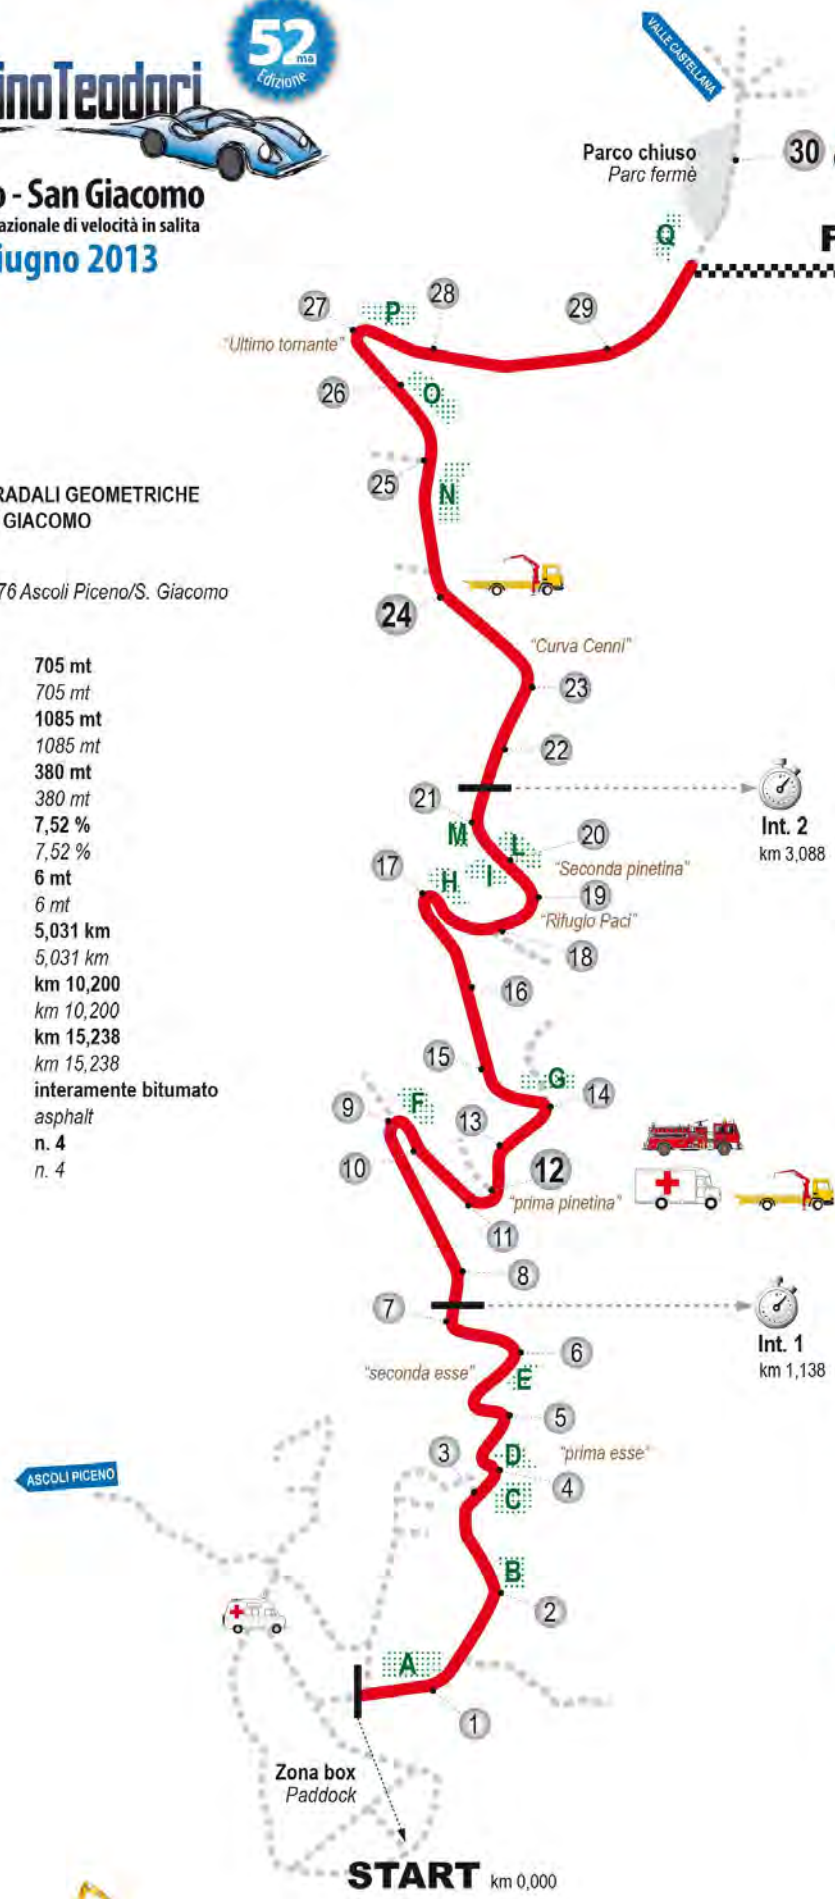 52ma
Edizione
VALLE CASTELLANA
inoTeodori
Parco chiuso
Parc fermè
30
- San Giacomo
azionale di velocità in salita
iugno 2013
Q
F
27
P
28
29
"Ultimo tornante"
26
O
25
N
RADALI GEOMETRICHE
GIACOMO
76 Ascoli Piceno/S. Giacomo
24
"Curva Cenni"
705 mt
705 mt
1085 mt
1085 mt
380 mt
380 mt
7,52 %
7,52 %
6 mt
6 mt
5,031 km
5,031 km
km 10,200
km 10,200
km 15,238
km 15,238
interamente bitumato
asphalt
n. 4
n. 4
23
22
21
Int. 2
km 3,088
M
L
20
17
H
I
"Seconda pinetina"
19
"Rifugio Paci"
18
16
15
G
14
9
F
13
10
12
"prima pinetina"
11
8
7
Int. 1
km 1,138
6
"seconda esse"
E
5
3
D
"prima esse"
4
C
ASCOLI PICENO
B
2
A
1
Zona box
Paddock
START km 0,000